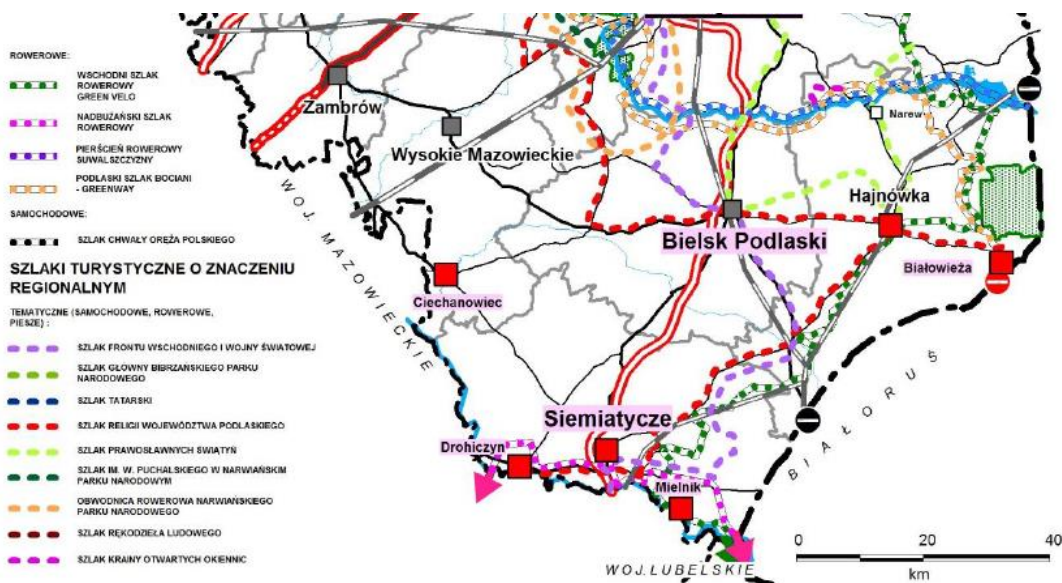 ROWEROWE:
WSCHODNI SZLAK
ROWEROWY
GREEN VELO
NADBUŻAŃSKI SZLAK
ROWEROWY
PIERŚCIEŃ ROWEROWY
SUWALSZCZYZNY
PODLASKI SZLAK BOCIANI
- GREENWAY
SAMOCHODOWE:
SZLAK CHWAŁY ORĘŻA POLSKIEGO
SZLAKI TURYSTYCZNE O ZNACZENIU
REGIONALNYM
TEMATYCZNE (SAMOCHODOWE, ROWEROWE,
PIESZE) :
SZLAK FRONTU WSCHODNIEGO I WOJNY ŚWIATOWEJ
SZLAK GŁÓWNY BIBRZAŃSKIEGO PARKU
NARODOWEGO
SZLAK TATARSKI
SZLAK RELIGII WOJEWÓDZTWA PODLASKIEGO
SZLAK PRAWOSŁAWNYCH ŚWIĄTYŃ
SZLAK IM. W. PUCHALSKIEGO W NARWIAŃSKIM
PARKU NARODOWYM
OBWODNICA ROWEROWA NARWIAŃSKIEGO
PARKU NARODOWEGO
SZLAK RĘKODZIEŁA LUDOWEGO
SZLAK KRAINY OTWARTYCH OKIENNIC
Zambrów
Wysokie Mazowieckie
Narew
Hajnówka
Bielsk Podlaski
Białowieża
Ciechanowiec
WOJ. MAZOWIECKIE
Siemiatycze
Drohiczyn
Mielnik
BIAŁORUŚ
WOJ.LUBELSKIE
0 20 40
km